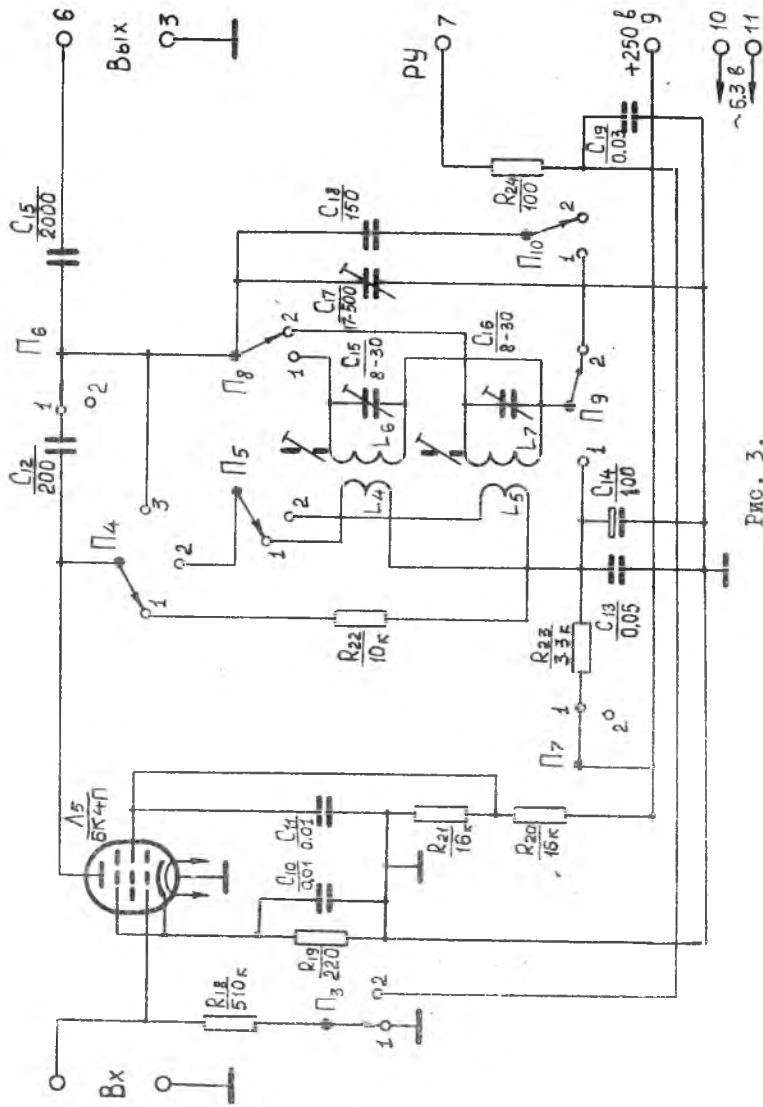 6
Вых
3
C15
2000
П6
1
2
C12
200
П4
3
2
1
П5
1
2
П8
1
2
C15
8-30
C17
17-500
C18
150
РУ
7
R24
100
П10
1
2
C19
0.03
+250 в
9
10
~6.3 в
11
L6
L4
C16
8-30
L7
L5
П9
2
1
C14
100
C13
0,05
R23
3.3к
R22
10к
П7
1
2
Л5
6К4П
C11
0.01
C10
0,01
R21
16к
R20
16к
R19
220
R18
510к
П3
1
2
Вх
Рис. 3.